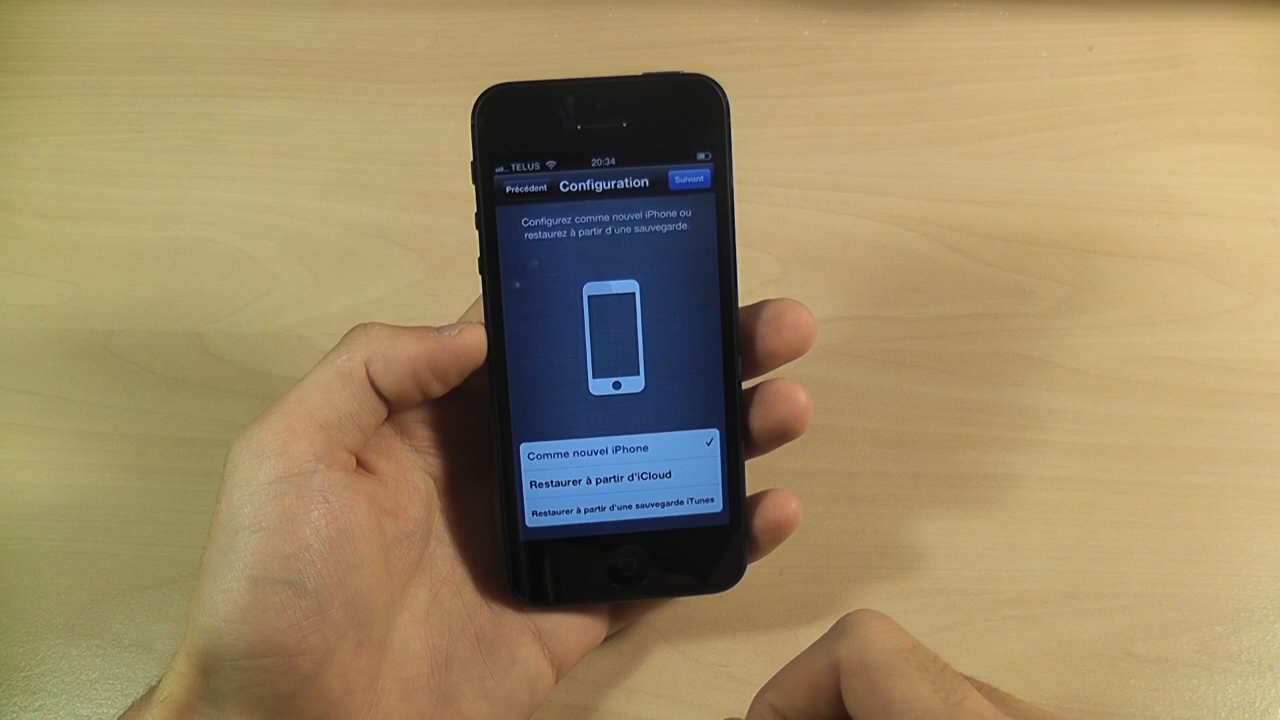 TELUS 20:34
Précédent Configuration Suivant
Configurez comme nouvel iPhone ou
restaurez à partir d'une sauvegarde.
Comme nouvel iPhone ✓
Restaurer à partir d'iCloud
Restaurer à partir d'une sauvegarde iTunes